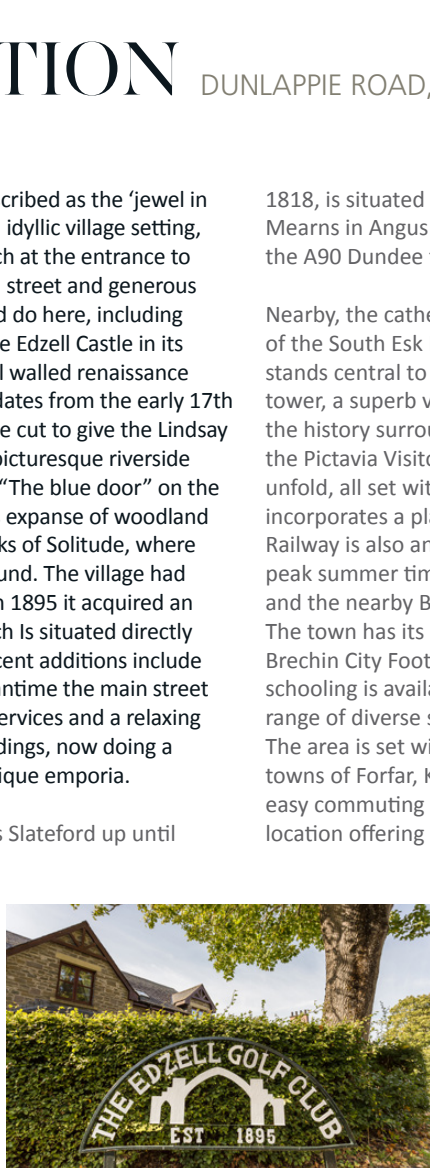 TION DUNLAPPIE ROAD,
cribed as the ‘jewel in
idyllic village setting,
ch at the entrance to
street and generous
d do here, including
e Edzell Castle in its
l walled renaissance
dates from the early 17th
e cut to give the Lindsay
picturesque riverside
“The blue door” on the
expanse of woodland
ks of Solitude, where
und. The village had
n 1895 it acquired an
ch Is situated directly
cent additions include
antime the main street
ervices and a relaxing
dings, now doing a
ique emporia.
s Slateford up until
1818, is situated
Mearns in Angus
the A90 Dundee
Nearby, the cathe
of the South Esk
stands central to
tower, a superb v
the history surrou
the Pictavia Visito
unfold, all set wit
incorporates a pla
Railway is also an
peak summer tim
and the nearby B
The town has its
Brechin City Foot
schooling is availa
range of diverse s
The area is set wi
towns of Forfar, K
easy commuting
location offering
THE EDZELL GOLF CLUB
EST 1895